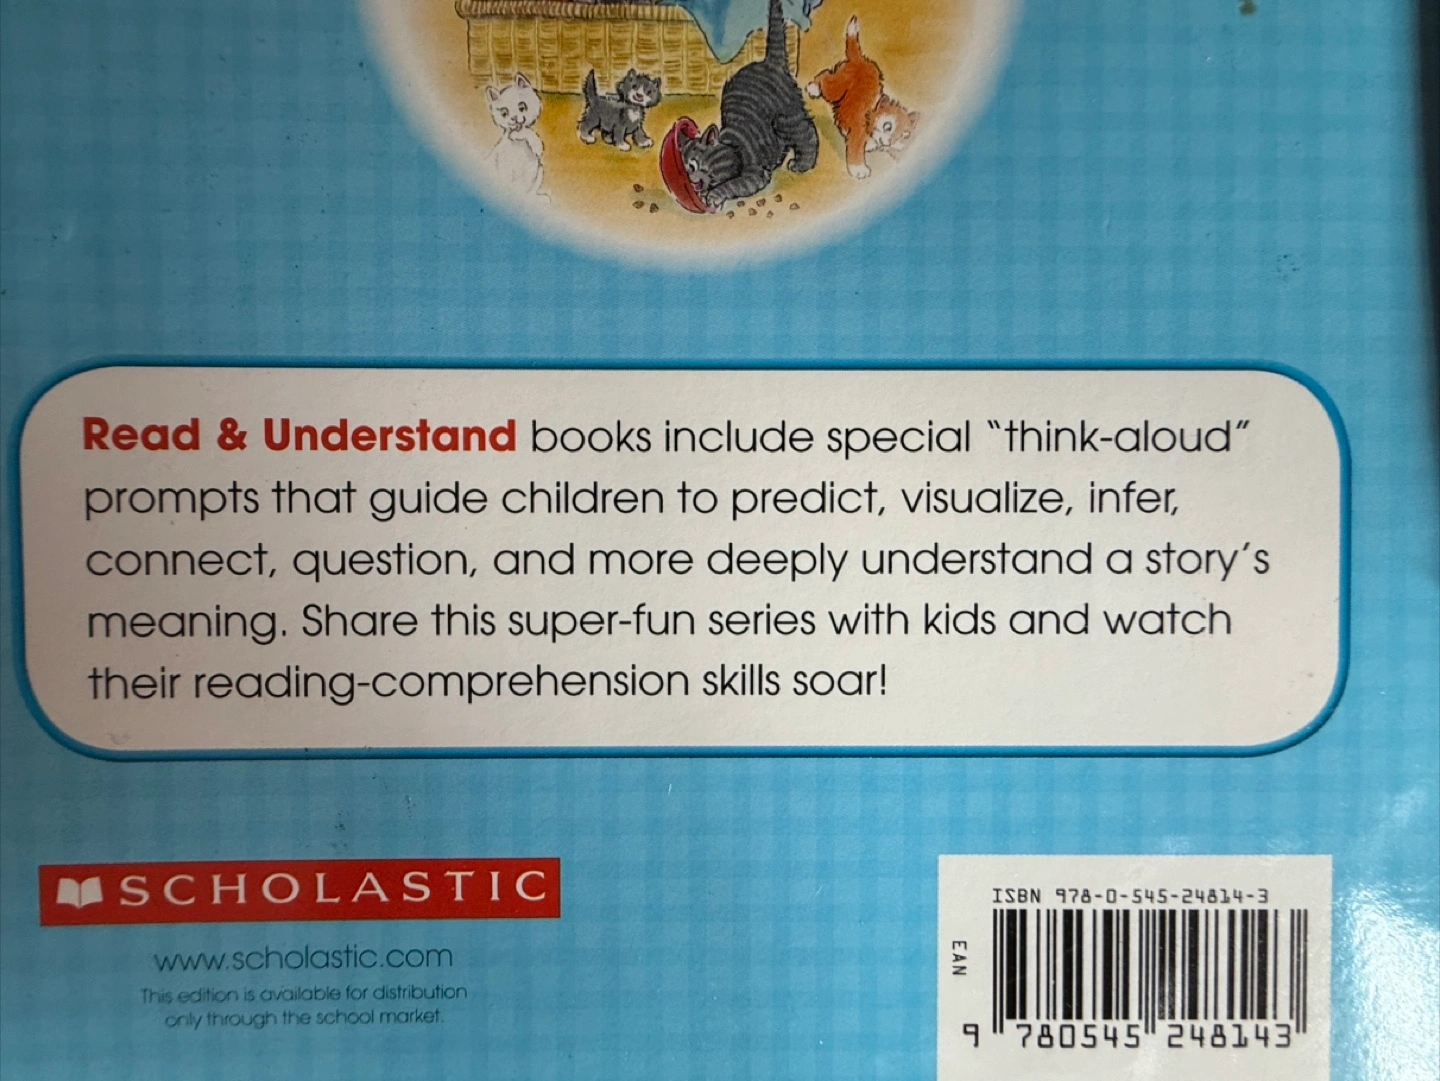 Read & Understand books include special “think-aloud”
prompts that guide children to predict, visualize, infer,
connect, question, and more deeply understand a story’s
meaning. Share this super-fun series with kids and watch
their reading-comprehension skills soar!
SCHOLASTIC
www.scholastic.com
This edition is available for distribution
only through the school market.
ISBN 978-0-545-24814-3
EAN
9 780545 248143